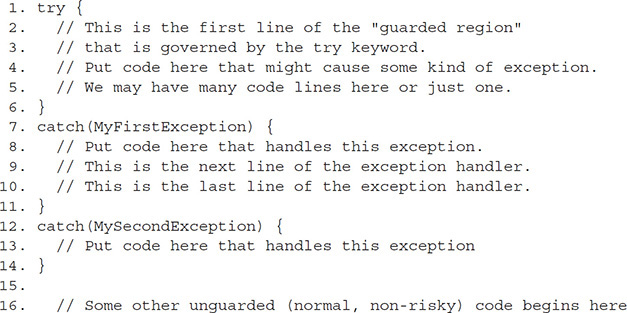 1. try {
2.   // This is the first line of the "guarded region"
3.   // that is governed by the try keyword.
4.   // Put code here that might cause some kind of exception.
5.   // We may have many code lines here or just one.
6. }
7. catch(MyFirstException) {
8.   // Put code here that handles this exception.
9.   // This is the next line of the exception handler.
10.   // This is the last line of the exception handler.
11. }
12. catch(MySecondException) {
13.   // Put code here that handles this exception
14. }
15.
16.   // Some other unguarded (normal, non-risky) code begins here